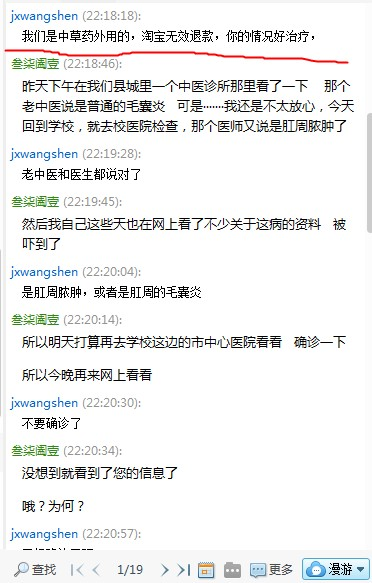 jxwangshen (22:18:18):
我们是中草药外用的，淘宝无效退款，你的情况好治疗，
叁柒阖壹 (22:18:46):
昨天下午在我们县城里一个中医诊所那里看了一下 那个
老中医说是普通的毛囊炎 可是·······我还是不太放心，今天
回到学校，就去校医院检查，那个医师又说是肛周脓肿了
jxwangshen (22:19:28):
老中医和医生都说对了
叁柒阖壹 (22:19:45):
然后我自己这些天也在网上看了不少关于这病的资料 被
吓到了
jxwangshen (22:20:04):
是肛周脓肿，或者是肛周的毛囊炎
叁柒阖壹 (22:20:14):
所以明天打算再去学校这边的市中心医院看看 确诊一下
所以今晚再来网上看看
jxwangshen (22:20:30):
不要确诊了
叁柒阖壹 (22:20:34):
没想到就看到了您的信息了
哦？为何？
jxwangshen (22:20:57):
查找 1/19 更多 漫游